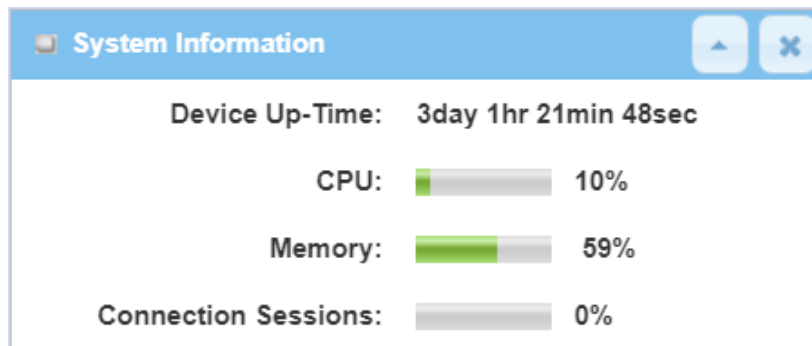 System Information
Device Up-Time: 3day 1hr 21min 48sec
CPU: 10%
Memory: 59%
Connection Sessions: 0%